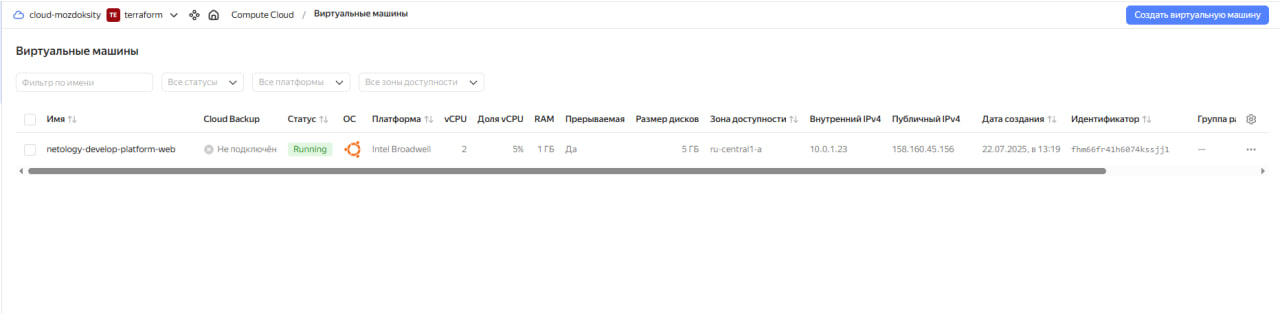 cloud-mozdoksity TE terraform Compute Cloud / Виртуальные машины Создать виртуальную машину
Виртуальные машины
Фильтр по имени Все статусы Все платформы Все зоны доступности
Имя Cloud Backup Статус ОС Платформа vCPU Доля vCPU RAM Прерываемая Размер дисков Зона доступности Внутренний IPv4 Публичный IPv4 Дата создания Идентификатор Группа
netology-develop-platform-web Не подключён Running Intel Broadwell 2 5% 1 ГБ Да 5 ГБ ru-central1-a 10.0.1.23 158.160.45.156 22.07.2025, в 13:19 fhm66fr41h6074kssjj1 —